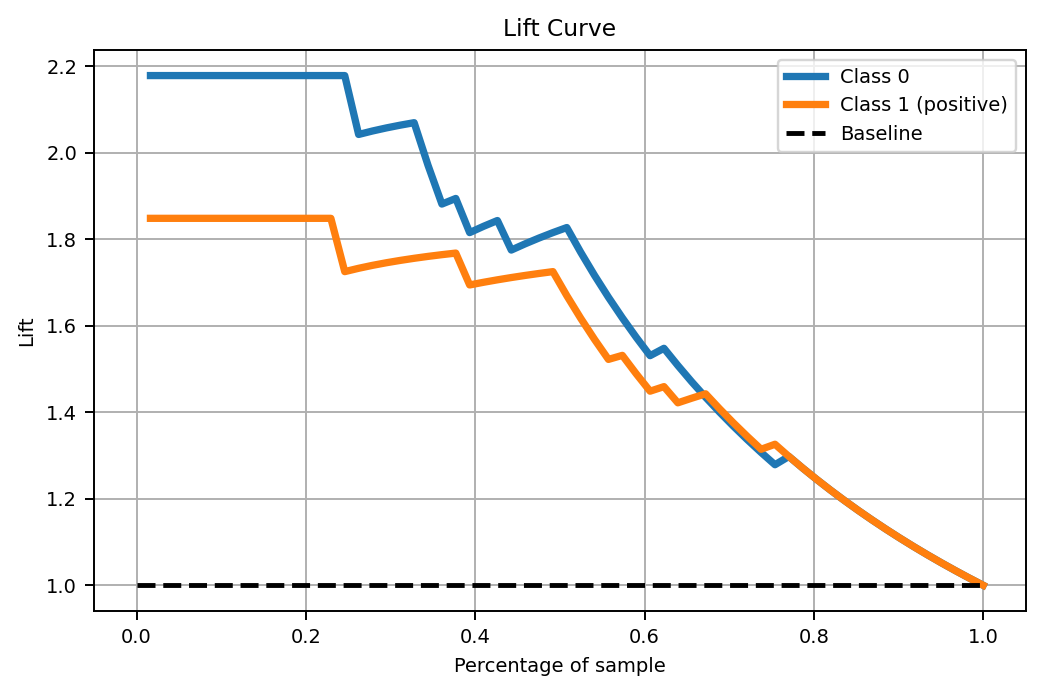 Lift Curve
Lift
2.2
2.0
1.8
1.6
1.4
1.2
1.0
Class 0
Class 1 (positive)
Baseline
0.0 0.2 0.4 0.6 0.8 1.0
Percentage of sample